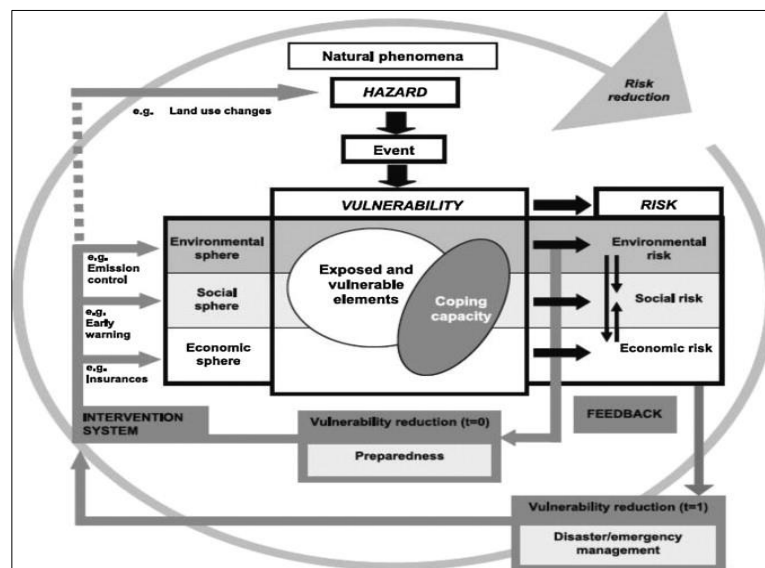 Natural phenomena
HAZARD
Risk
reduction
e.g. Land use changes
Event
VULNERABILITY
RISK
e.g.
Emission
control
Environmental
sphere
Exposed and
vulnerable
elements
Environmental
risk
e.g.
Early
warning
Social
sphere
Coping
capacity
Social risk
e.g.
Insurances
Economic
sphere
Economic risk
INTERVENTION
SYSTEM
Vulnerability reduction (t=0)
Preparedness
FEEDBACK
Vulnerability reduction (t=1)
Disaster/emergency
management